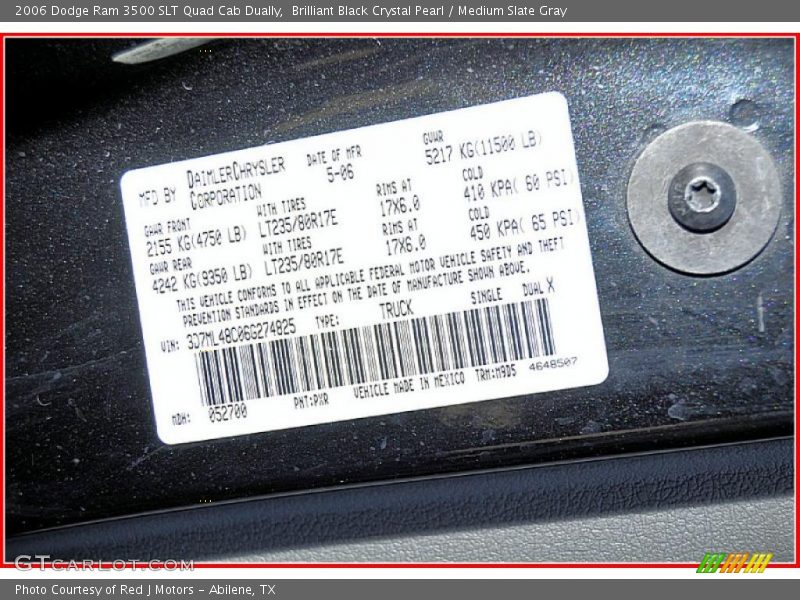 2006 Dodge Ram 3500 SLT Quad Cab Dually,  Brilliant Black Crystal Pearl / Medium Slate Gray
MFD BY DAIMLERCHRYSLER CORPORATION DATE OF MFR 5-06 GVWR 5217 KG(11500 LB)
GAWR FRONT WITH TIRES RIMS AT COLD
2155 KG(4750 LB) LT235/80R17E 17X6.0 410 KPA( 60 PSI)
GAWR REAR WITH TIRES RIMS AT COLD
4242 KG(9350 LB) LT235/80R17E 17X6.0 450 KPA( 65 PSI)
THIS VEHICLE CONFORMS TO ALL APPLICABLE FEDERAL MOTOR VEHICLE SAFETY AND THEFT
PREVENTION STANDARDS IN EFFECT ON THE DATE OF MANUFACTURE SHOWN ABOVE.
VIN: 3D7ML48C06G274825 TYPE: TRUCK SINGLE DUAL X
MDH: 052700 PNT:PXR VEHICLE MADE IN MEXICO TRM:M9D5 4648507
GTCARLOT.COM
Photo Courtesy of Red J Motors – Abilene, TX